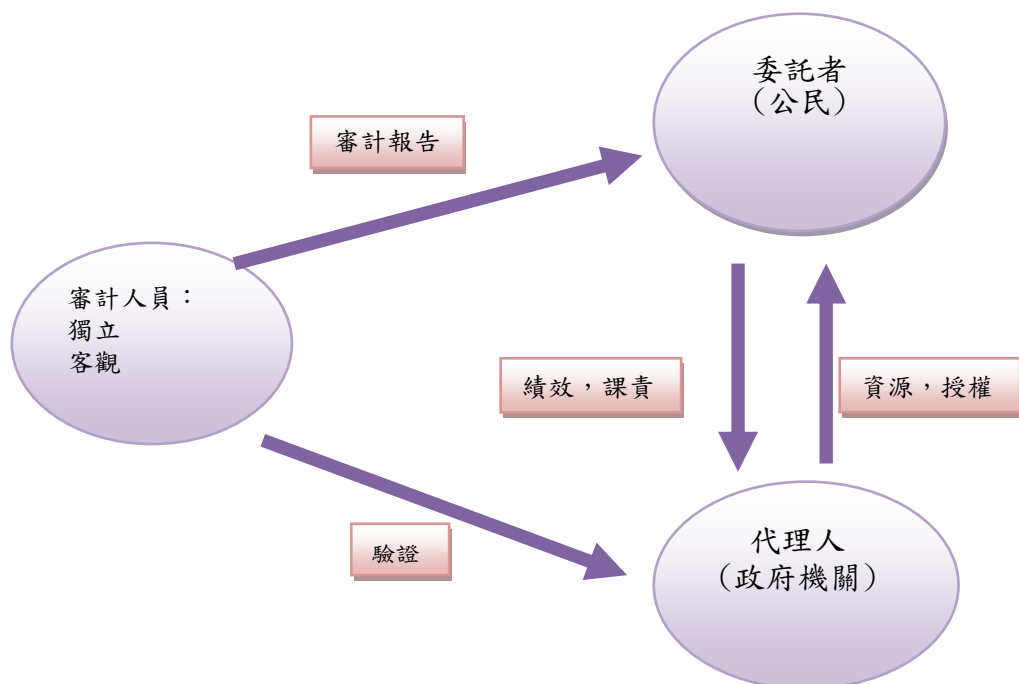 委託者
（公民）
審計報告
審計人員：
獨立
客觀
績效，課責
資源，授權
驗證
代理人
（政府機關）